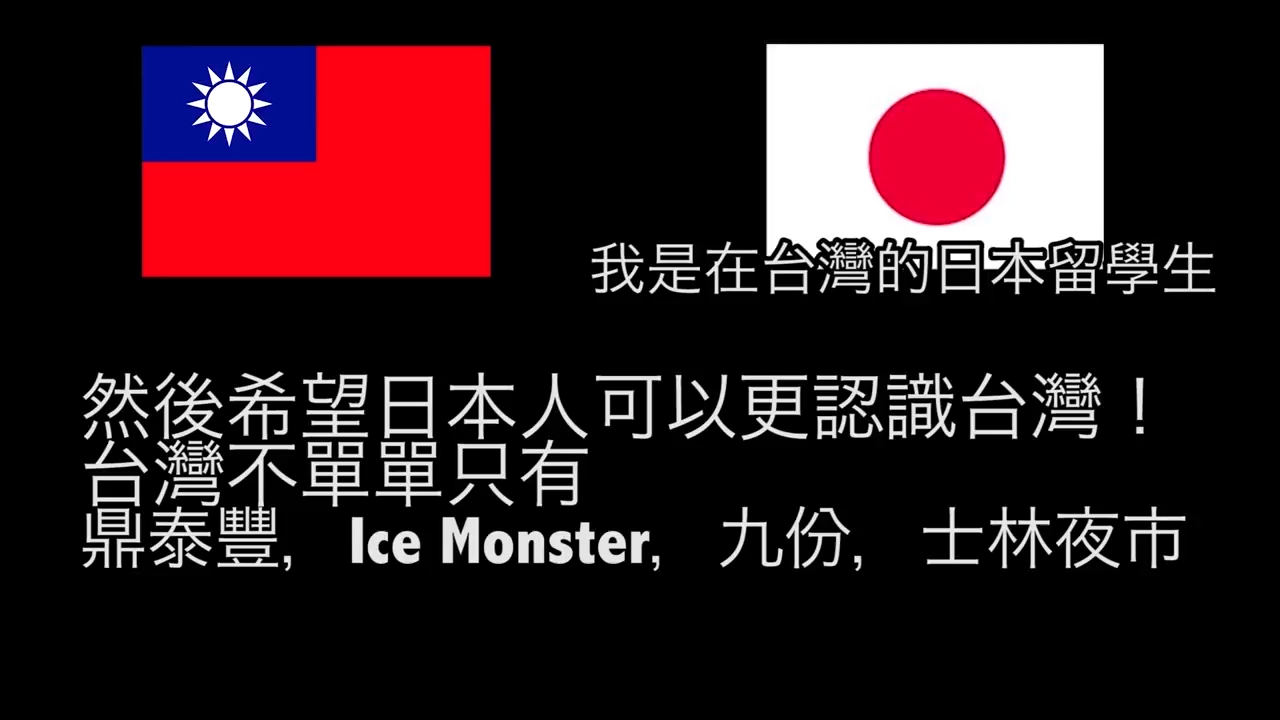 我是在台灣的日本留學生
然後希望日本人可以更認識台灣！
台灣不單單只有
鼎泰豐, Ice Monster, 九份, 士林夜市